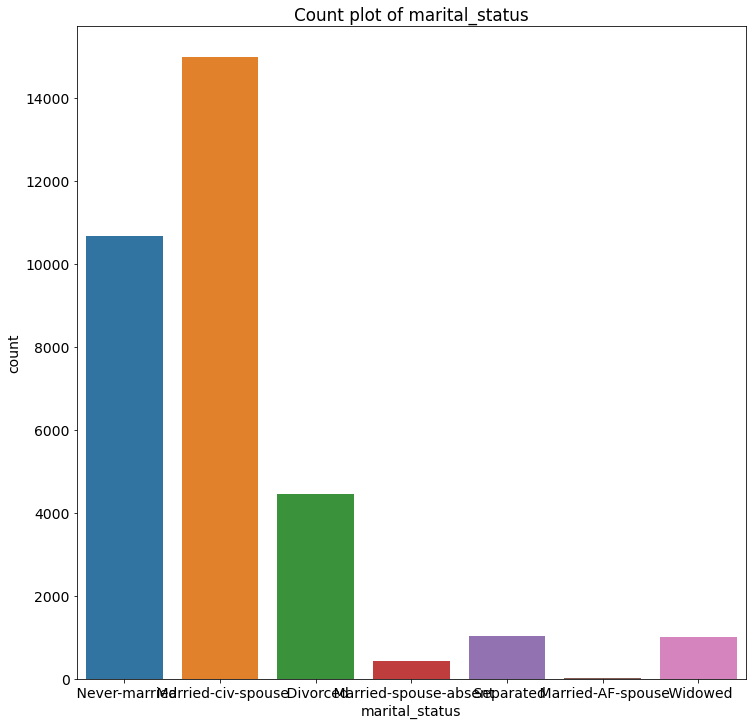 Count plot of marital_status
14000
12000
10000
8000
6000
4000
2000
0
count
Never-married Married-civ-spouse Divorced Married-spouse-absent Separated Married-AF-spouse Widowed
marital_status